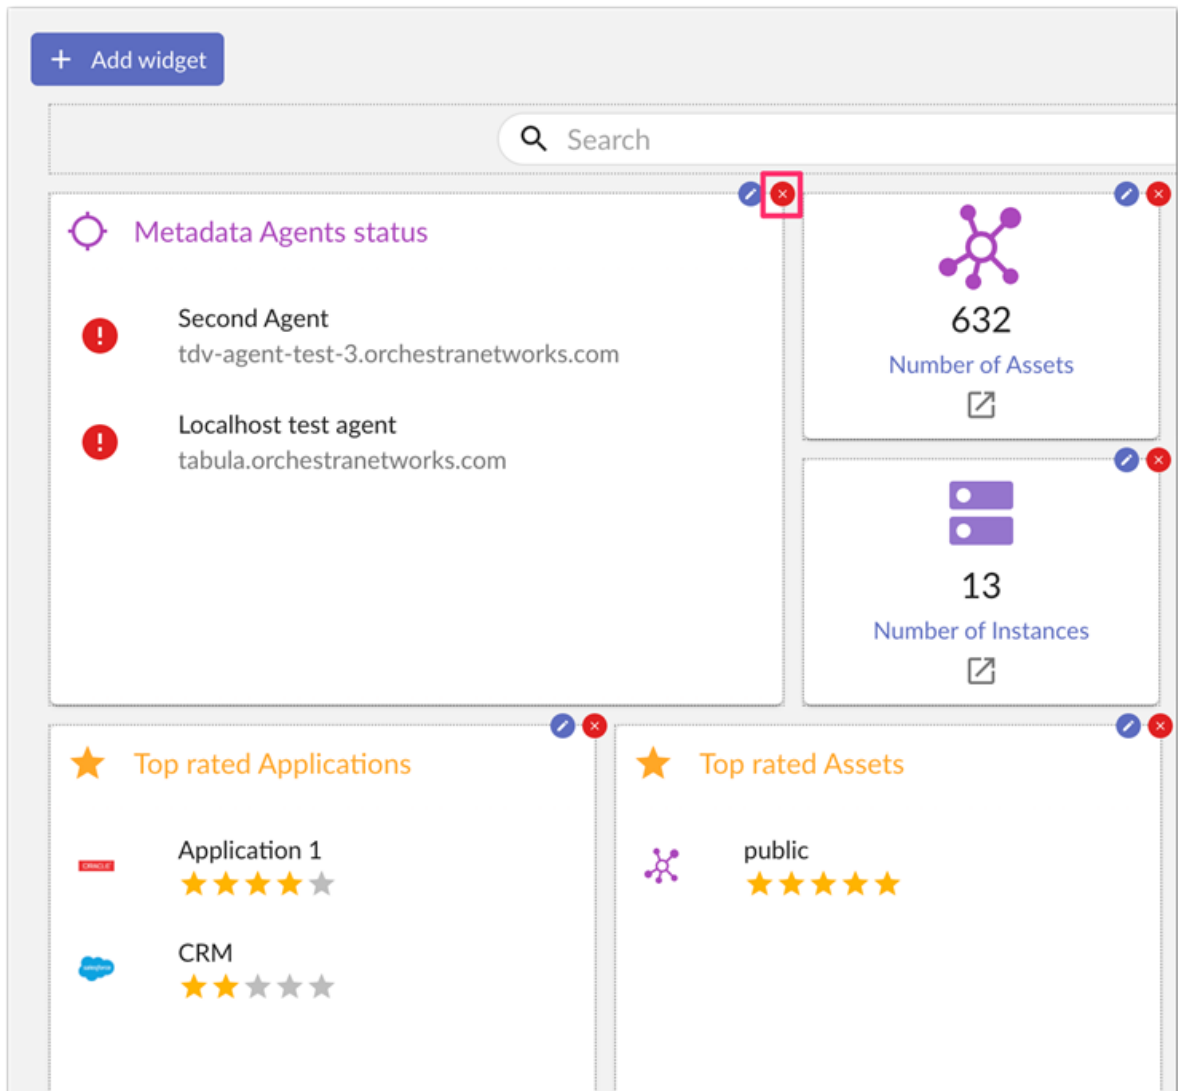 + Add widget
Search
Metadata Agents status
Second Agent
tdv-agent-test-3.orchestranetworks.com
Localhost test agent
tabula.orchestranetworks.com
632
Number of Assets
13
Number of Instances
Top rated Applications
ORACLE
Application 1
salesforce
CRM
Top rated Assets
public